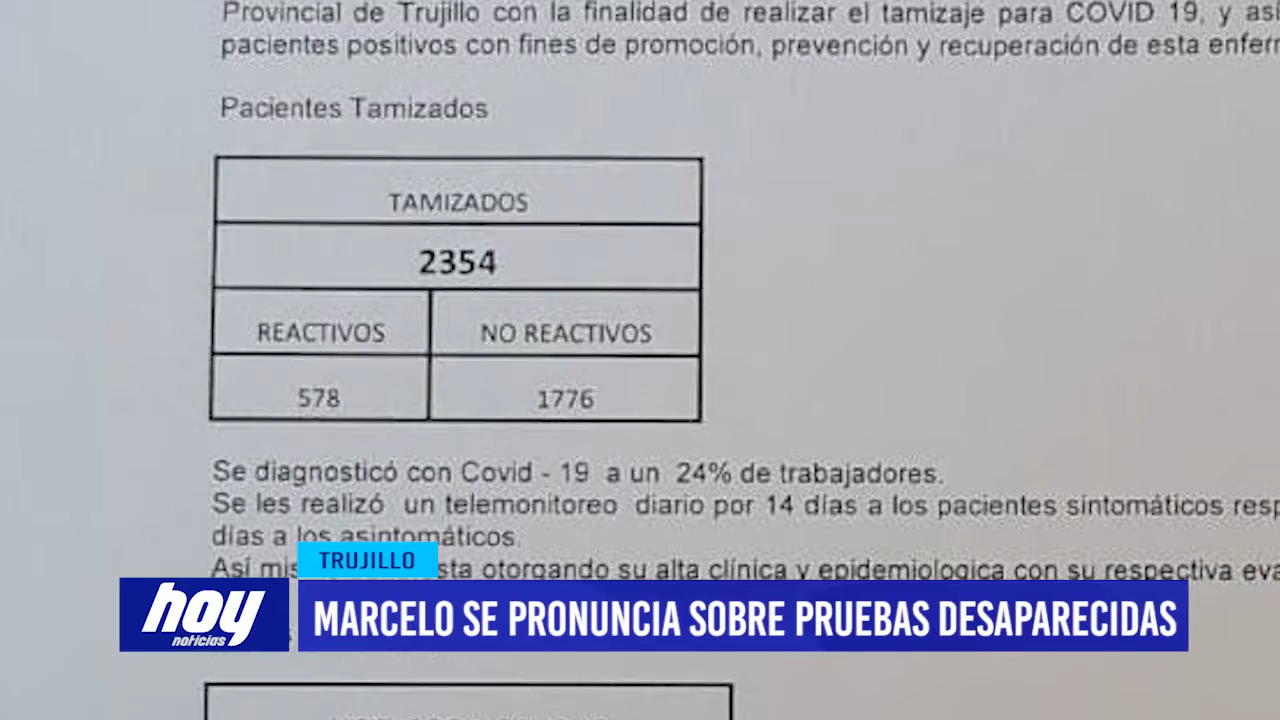 Provincial de Trujillo con la finalidad de realizar el tamizaje para COVID 19, y así
pacientes positivos con fines de promoción, prevención y recuperación de esta
Pacientes Tamizados
TAMIZADOS
2354
REACTIVOS NO REACTIVOS
578 1776
Se diagnosticó con Covid - 19 a un 24% de trabajadores.
Se les realizó un telemonitoreo diario por 14 días a los pacientes sintomáticos
días a los asintomáticos.
Así otorgando su alta clínica y epidemiologica con su respectiva
TRUJILLO
hoy
noticias
MARCELO SE PRONUNCIA SOBRE PRUEBAS DESAPARECIDAS